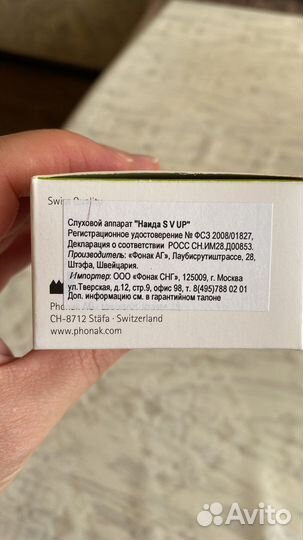 Swiss Quality
Слуховой аппарат "Наида S V UP"
Регистрационное удостоверение № ФСЗ 2008/01827,
Декларация о соответствии РОСС CH.ИМ28.Д00853.
Производитель: «Фонак АГ», Лаубисрутиштрассе, 28,
Штэфа, Швейцария.
Импортер: ООО «Фонак СНГ», 125009, г. Москва
ул.Тверская, д.12, стр.9, офис 98, т. 8(495)788 02 01
Доп. информацию см. в гарантийном талоне
CH-8712 Stäfa · Switzerland
www.phonak.com
Avito